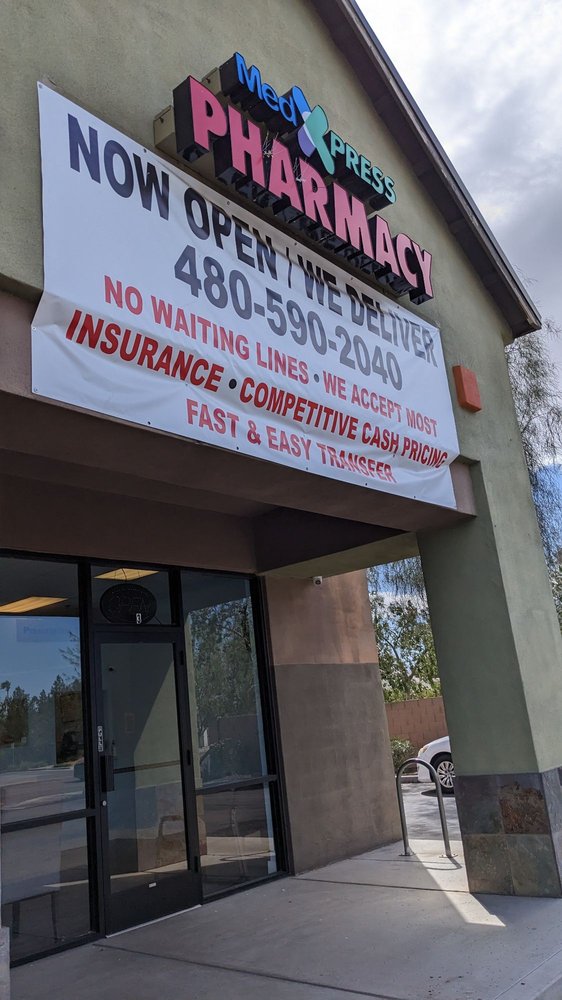 MedXPRESS
PHARMACY
NOW OPEN / WE DELIVER
480-590-2040
NO WAITING LINES • WE ACCEPT MOST
INSURANCE • COMPETITIVE CASH PRICING
FAST & EASY TRANSFER
3